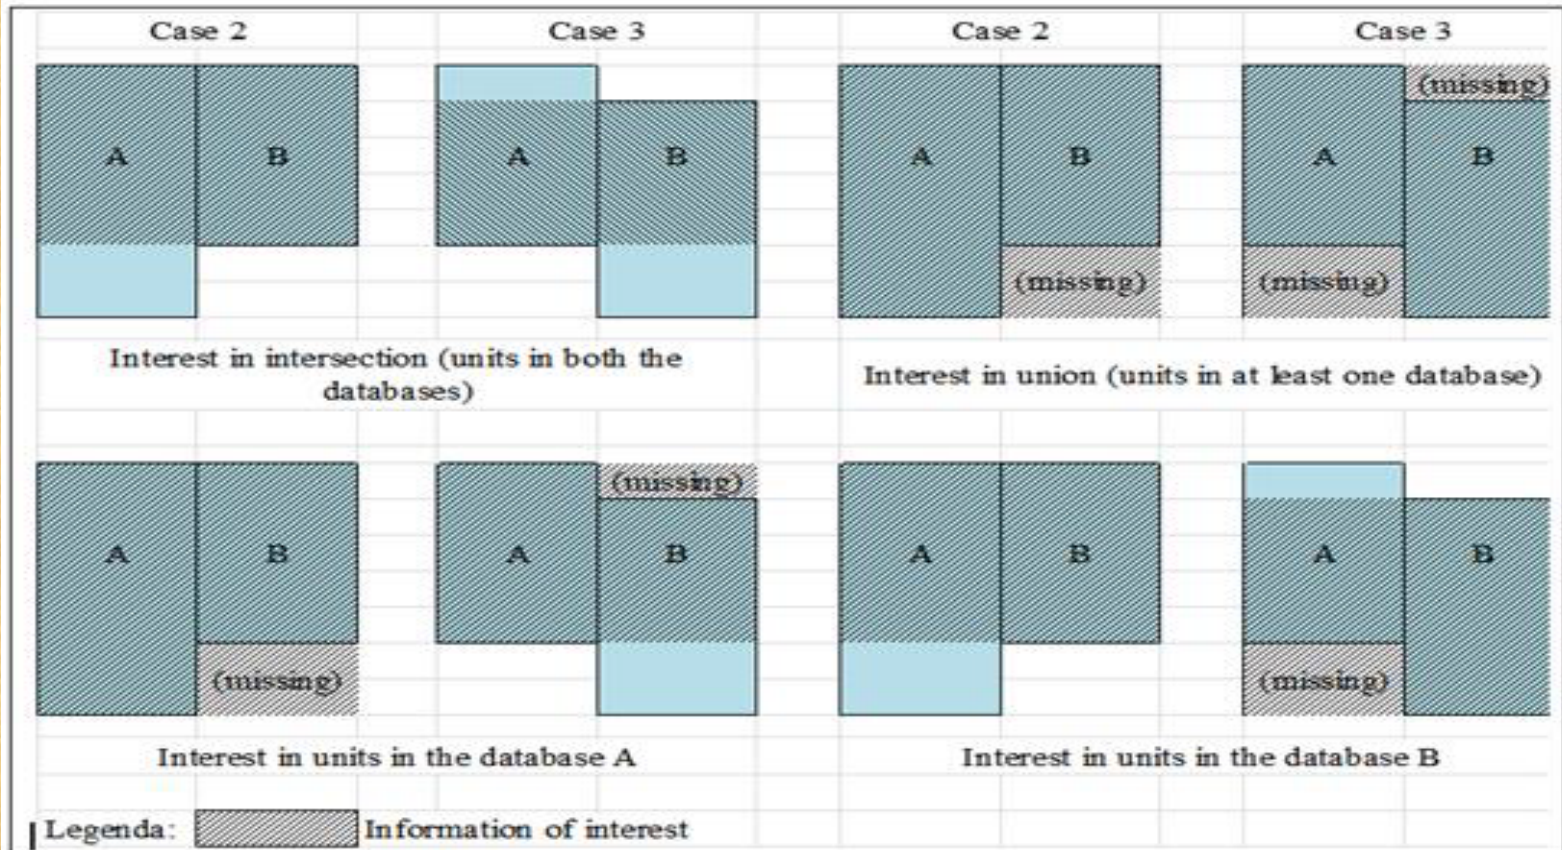 Case 2
Case 3
Case 2
Case 3
(missing)
A
B
A
B
A
B
A
B
(missing)
(missing)
Interest in intersection (units in both the
databases)
Interest in union (units in at least one database)
(missing)
A
B
A
B
A
B
A
B
(missing)
(missing)
Interest in units in the database A
Interest in units in the database B
Legenda:
Information of interest